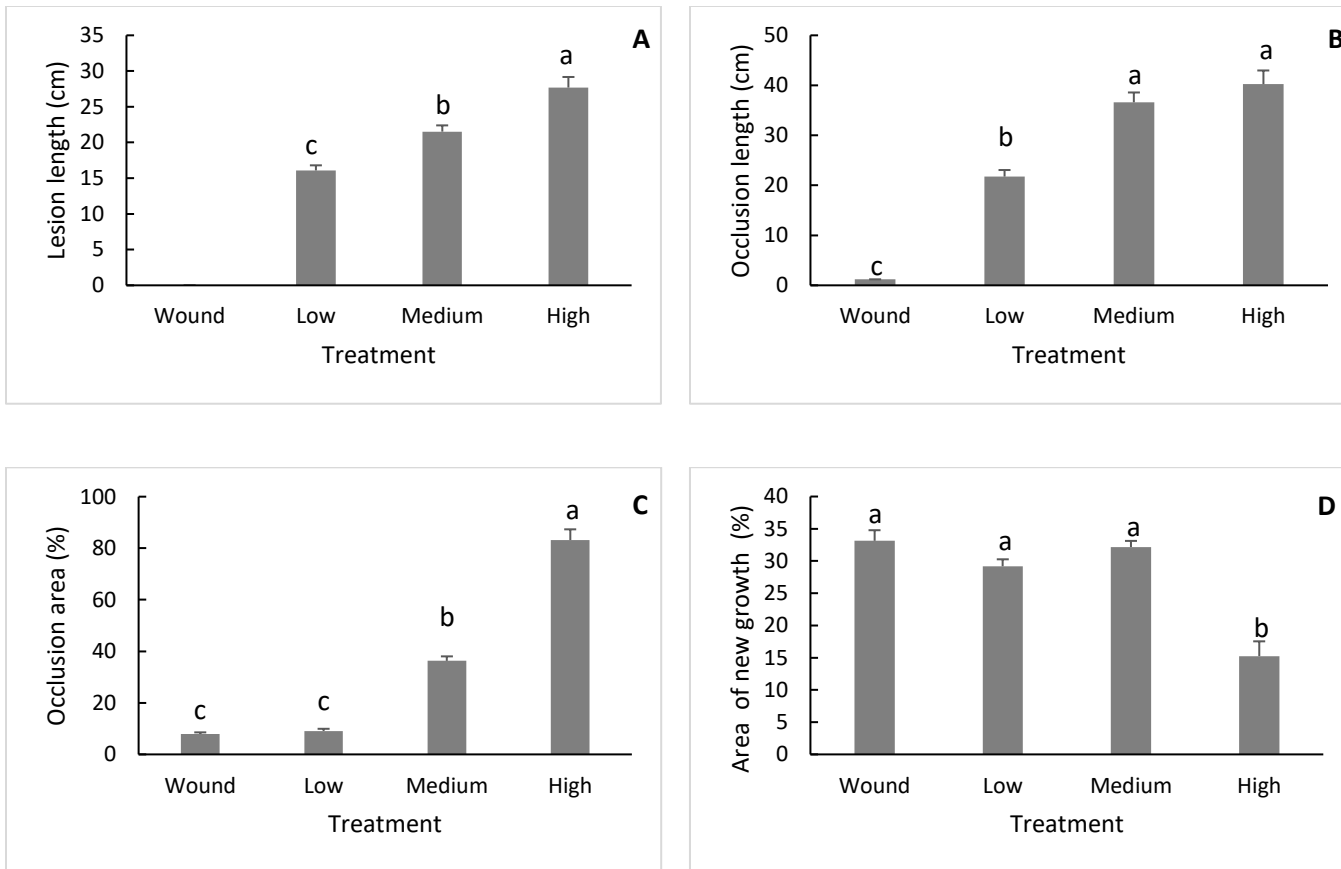 A
Lesion length (cm)
35
30
25
20
15
10
5
0
c
b
a
Wound Low Medium High
Treatment
B
Occlusion length (cm)
50
40
30
20
10
0
c
b
a
a
Wound Low Medium High
Treatment
C
Occlusion area (%)
100
80
60
40
20
0
c
c
b
a
Wound Low Medium High
Treatment
D
Area of new growth (%)
40
35
30
25
20
15
10
5
0
a
a
a
b
Wound Low Medium High
Treatment